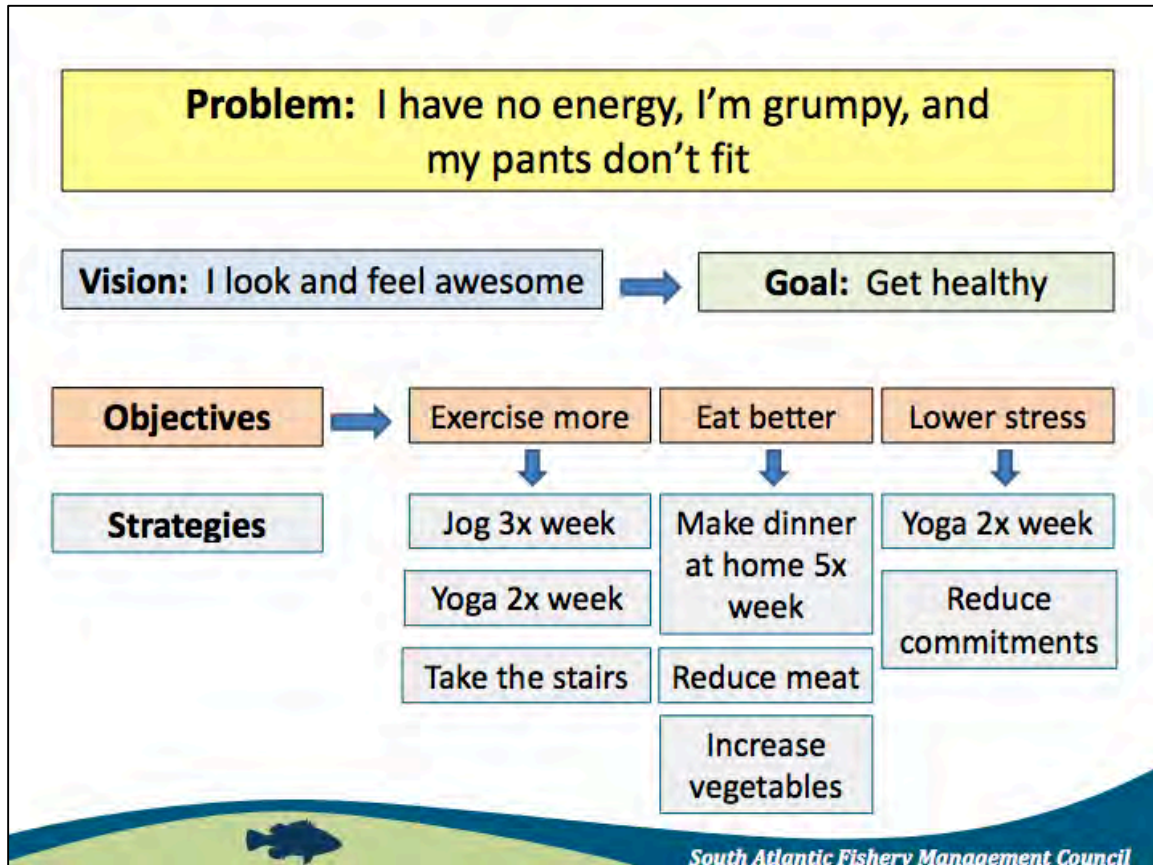 Problem: I have no energy, I'm grumpy, and
my pants don't fit
Vision: I look and feel awesome
Goal: Get healthy
Objectives
Exercise more
Eat better
Lower stress
Strategies
Jog 3x week
Yoga 2x week
Take the stairs
Make dinner
at home 5x
week
Reduce meat
Increase
vegetables
Yoga 2x week
Reduce
commitments
South Atlantic Fishery Management Council